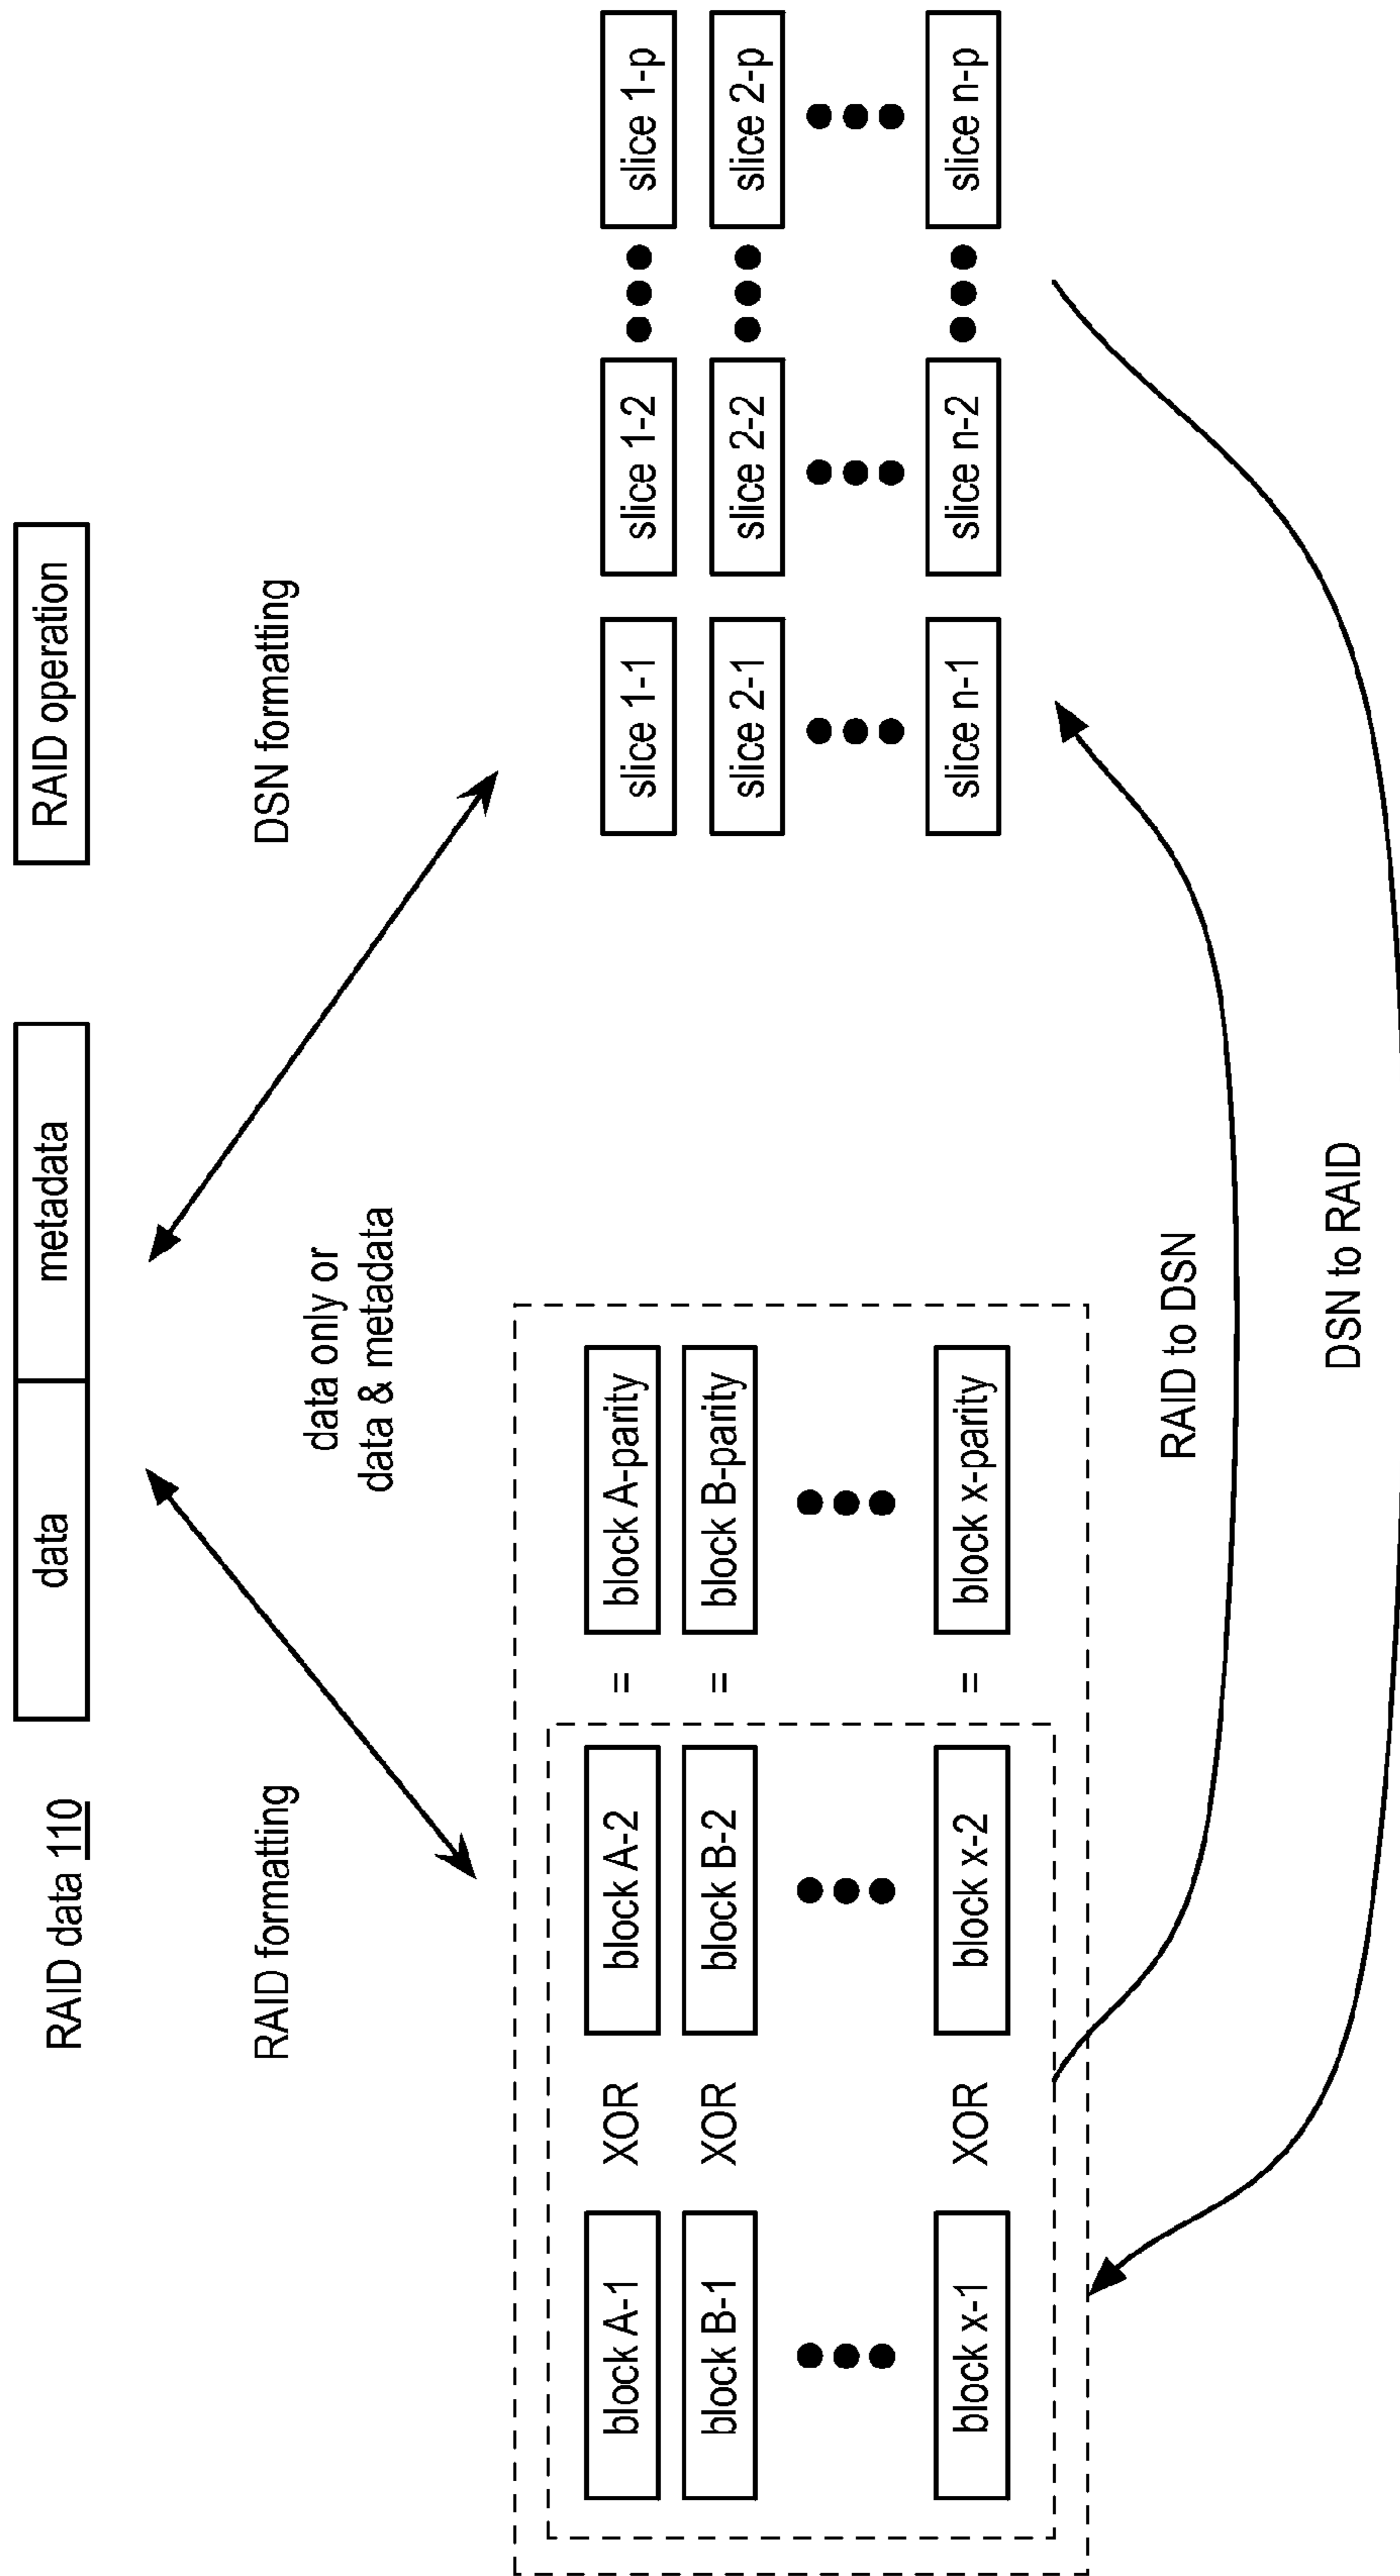 RAID data 110
data
metadata
RAID operation
RAID formatting
DSN formatting
data only or
data & metadata
block A-1
XOR
block A-2
=
block A-parity
block B-1
XOR
block B-2
=
block B-parity
block x-1
XOR
block x-2
=
block x-parity
slice 1-1
slice 1-2
slice 1-p
slice 2-1
slice 2-2
slice 2-p
slice n-1
slice n-2
slice n-p
RAID to DSN
DSN to RAID